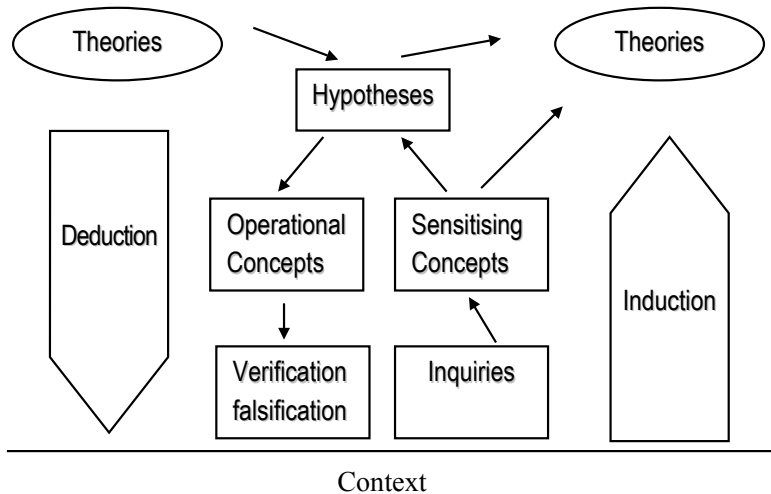 Theories
Theories
Hypotheses
Deduction
Operational
Concepts
Sensitising
Concepts
Induction
Verification
falsification
Inquiries
Context